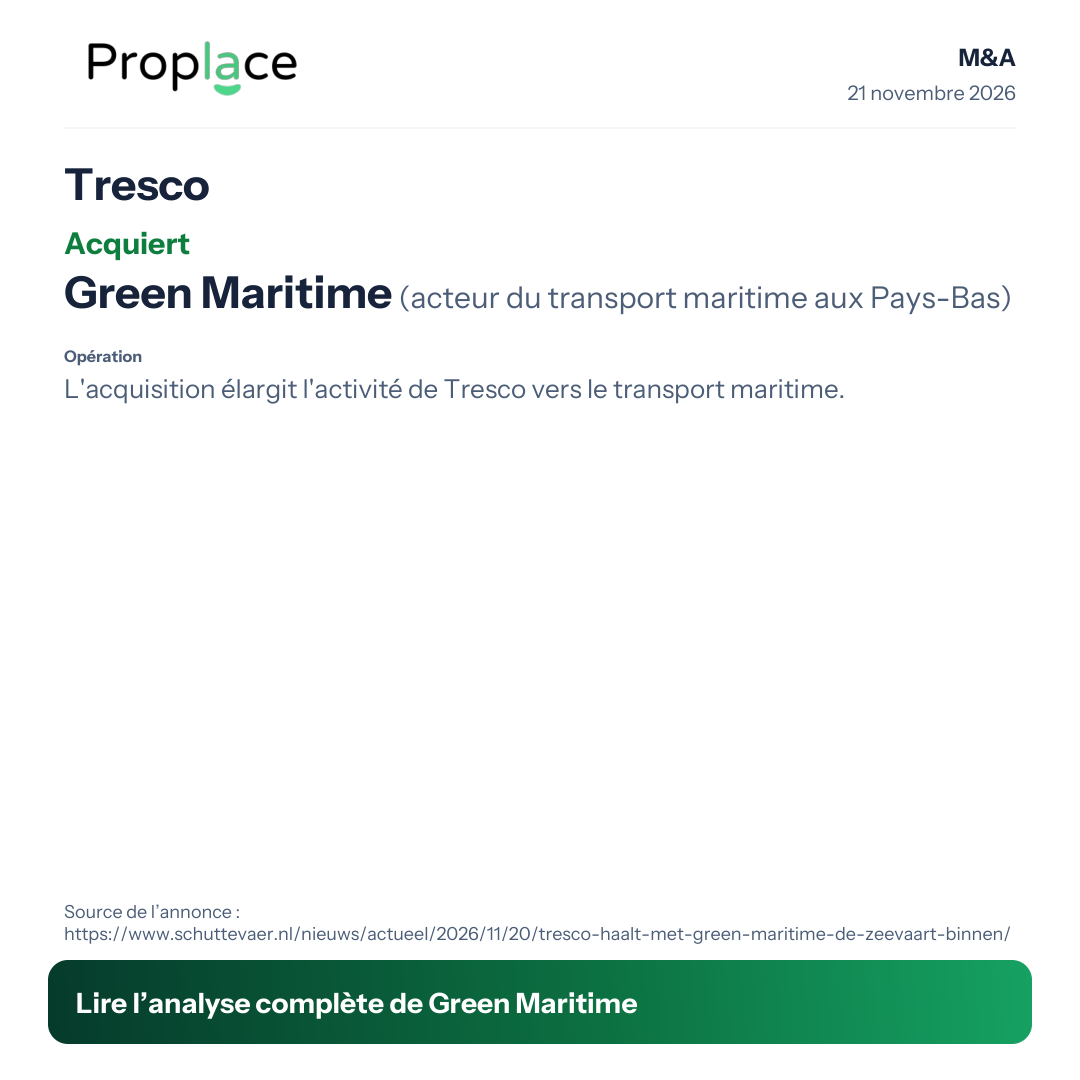 Proplace
M&A
21 novembre 2026
Tresco
Acquiert
Green Maritime (acteur du transport maritime aux Pays-Bas)
Opération
L'acquisition élargit l'activité de Tresco vers le transport maritime.
Source de l’annonce :
https://www.schuttevaer.nl/nieuws/actueel/2026/11/20/tresco-haalt-met-green-maritime-de-zeevaart-binnen/
Lire l’analyse complète de Green Maritime